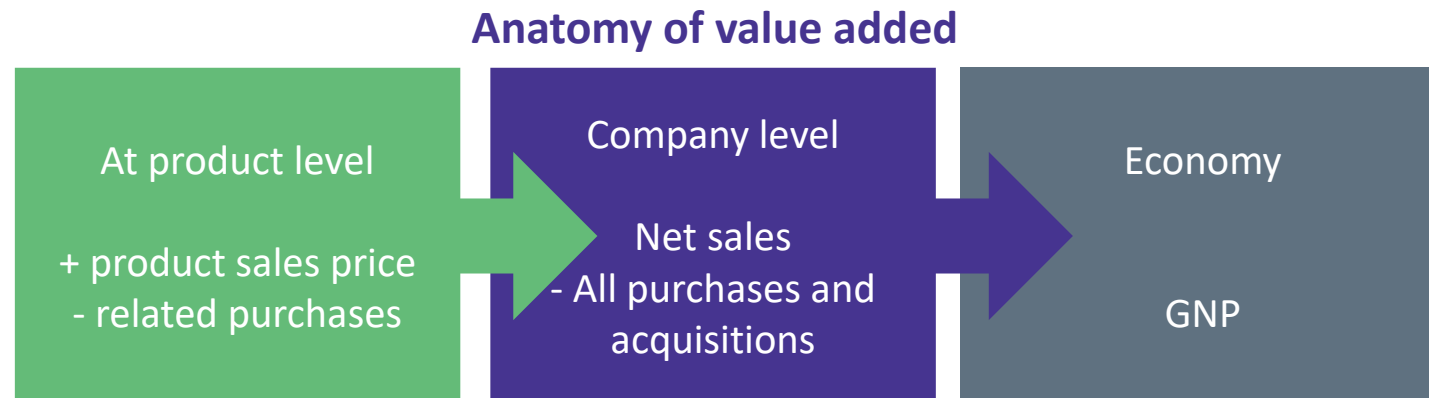 Anatomy of value added
At product level
+ product sales price
- related purchases
Company level
Net sales
- All purchases and
acquisitions
Economy
GNP